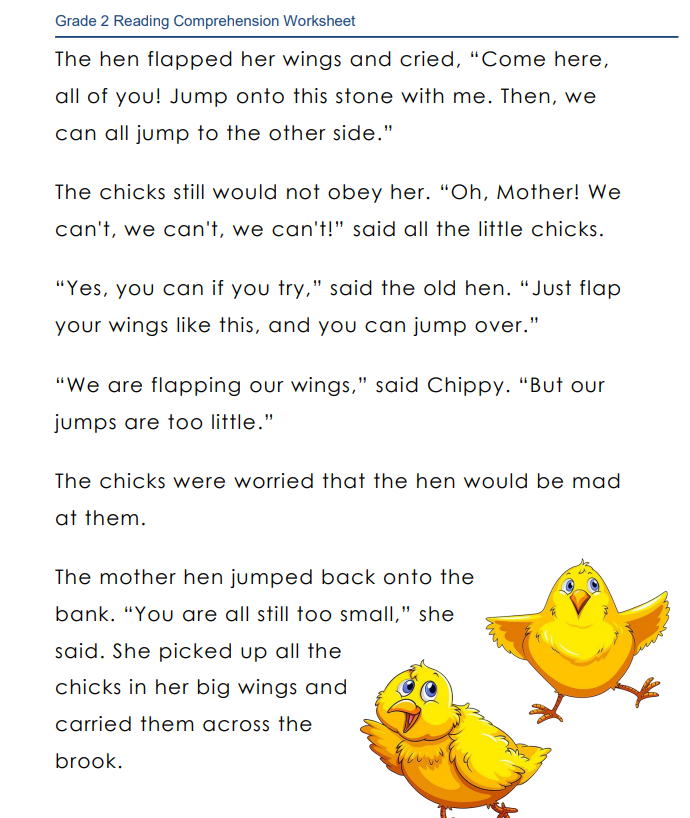 Grade 2 Reading Comprehension Worksheet
The hen flapped her wings and cried, “Come here,
all of you! Jump onto this stone with me. Then, we
can all jump to the other side.”
The chicks still would not obey her. “Oh, Mother! We
can't, we can't, we can't!” said all the little chicks.
“Yes, you can if you try,” said the old hen. “Just flap
your wings like this, and you can jump over.”
“We are flapping our wings,” said Chippy. “But our
jumps are too little.”
The chicks were worried that the hen would be mad
at them.
The mother hen jumped back onto the
bank. “You are all still too small,” she
said. She picked up all the
chicks in her big wings and
carried them across the
brook.